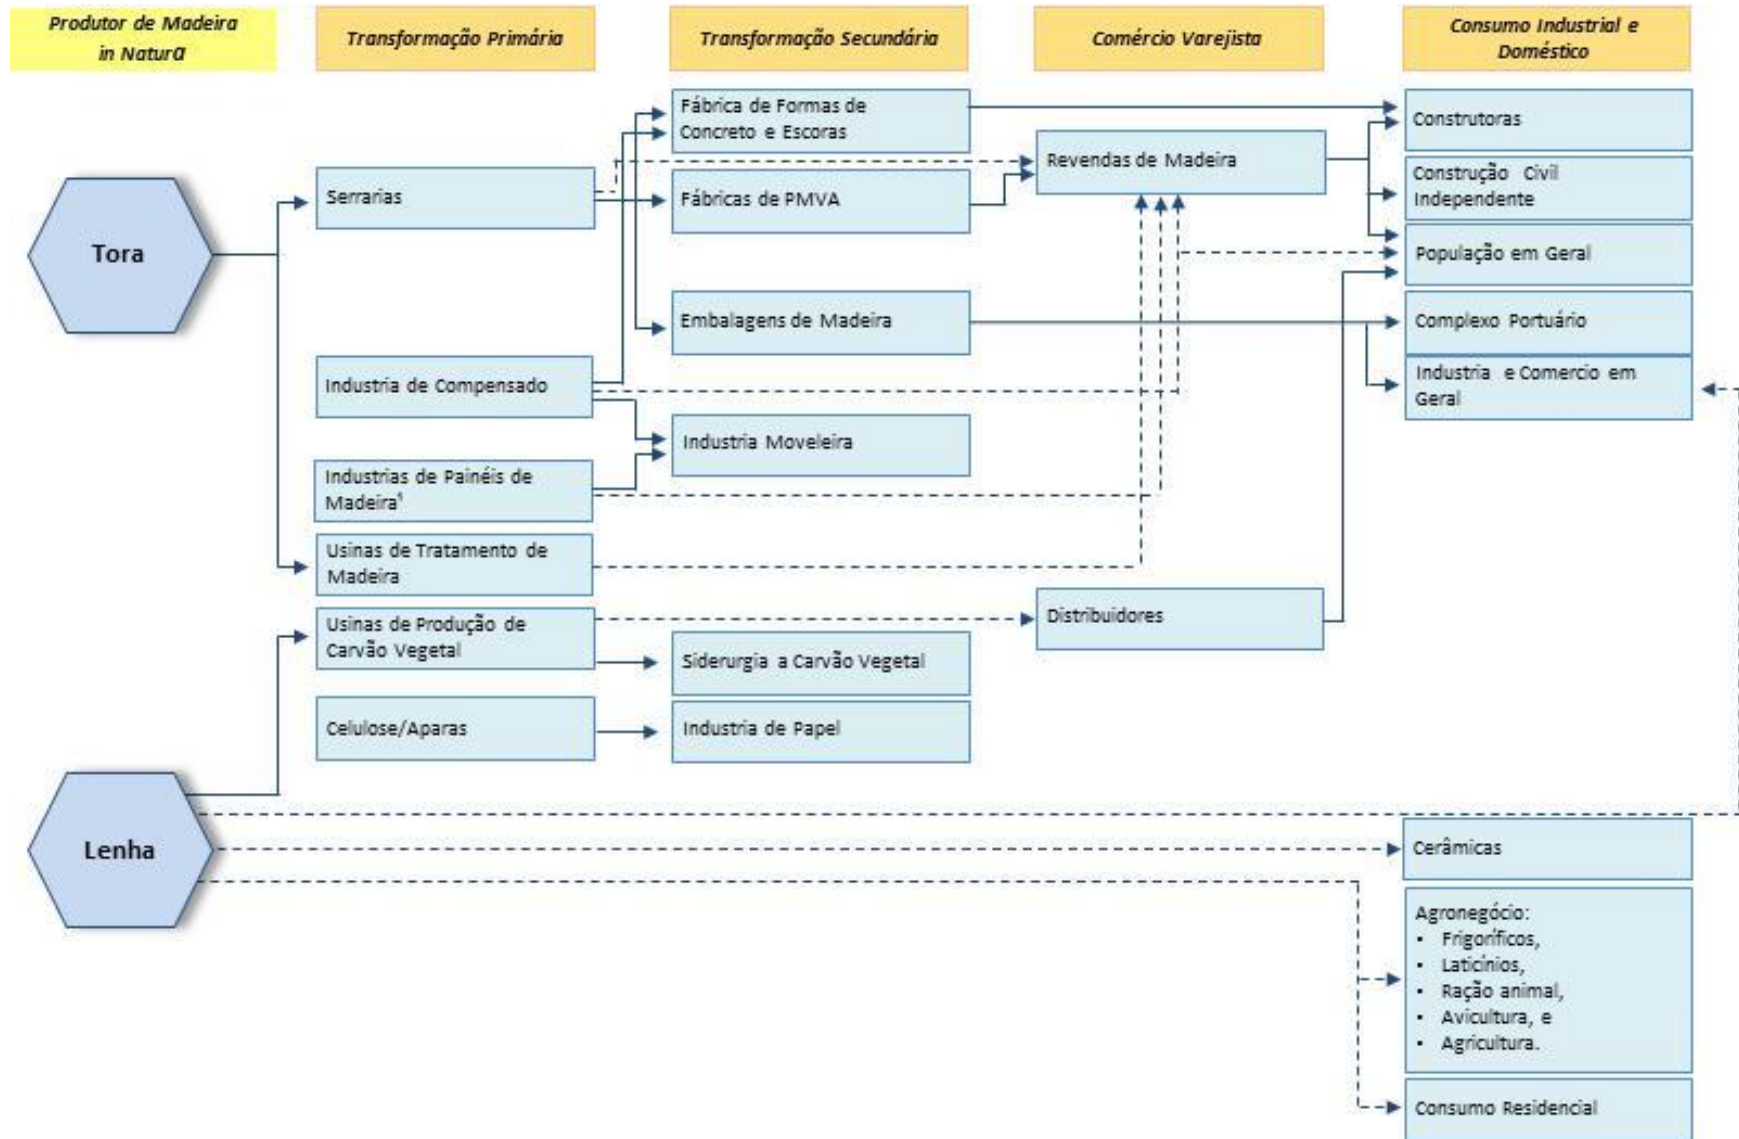 Produtor de Madeira
in Natura
Transformação Primária
Transformação Secundária
Comércio Varejista
Consumo Industrial e
Doméstico
Tora
Serrarias
Industria de Compensado
Industrias de Painéis de
Madeira¹
Usinas de Tratamento de
Madeira
Usinas de Produção de
Carvão Vegetal
Celulose/Aparas
Fábrica de Formas de
Concreto e Escoras
Fábricas de PMVA
Embalagens de Madeira
Industria Moveleira
Siderurgia a Carvão Vegetal
Industria de Papel
Revendas de Madeira
Distribuidores
Construtoras
Construção Civil
Independente
População em Geral
Complexo Portuário
Industria e Comercio em
Geral
Lenha
Cerâmicas
Agronegócio:
• Frigoríficos,
• Laticínios,
• Ração animal,
• Avicultura, e
• Agricultura.
Consumo Residencial